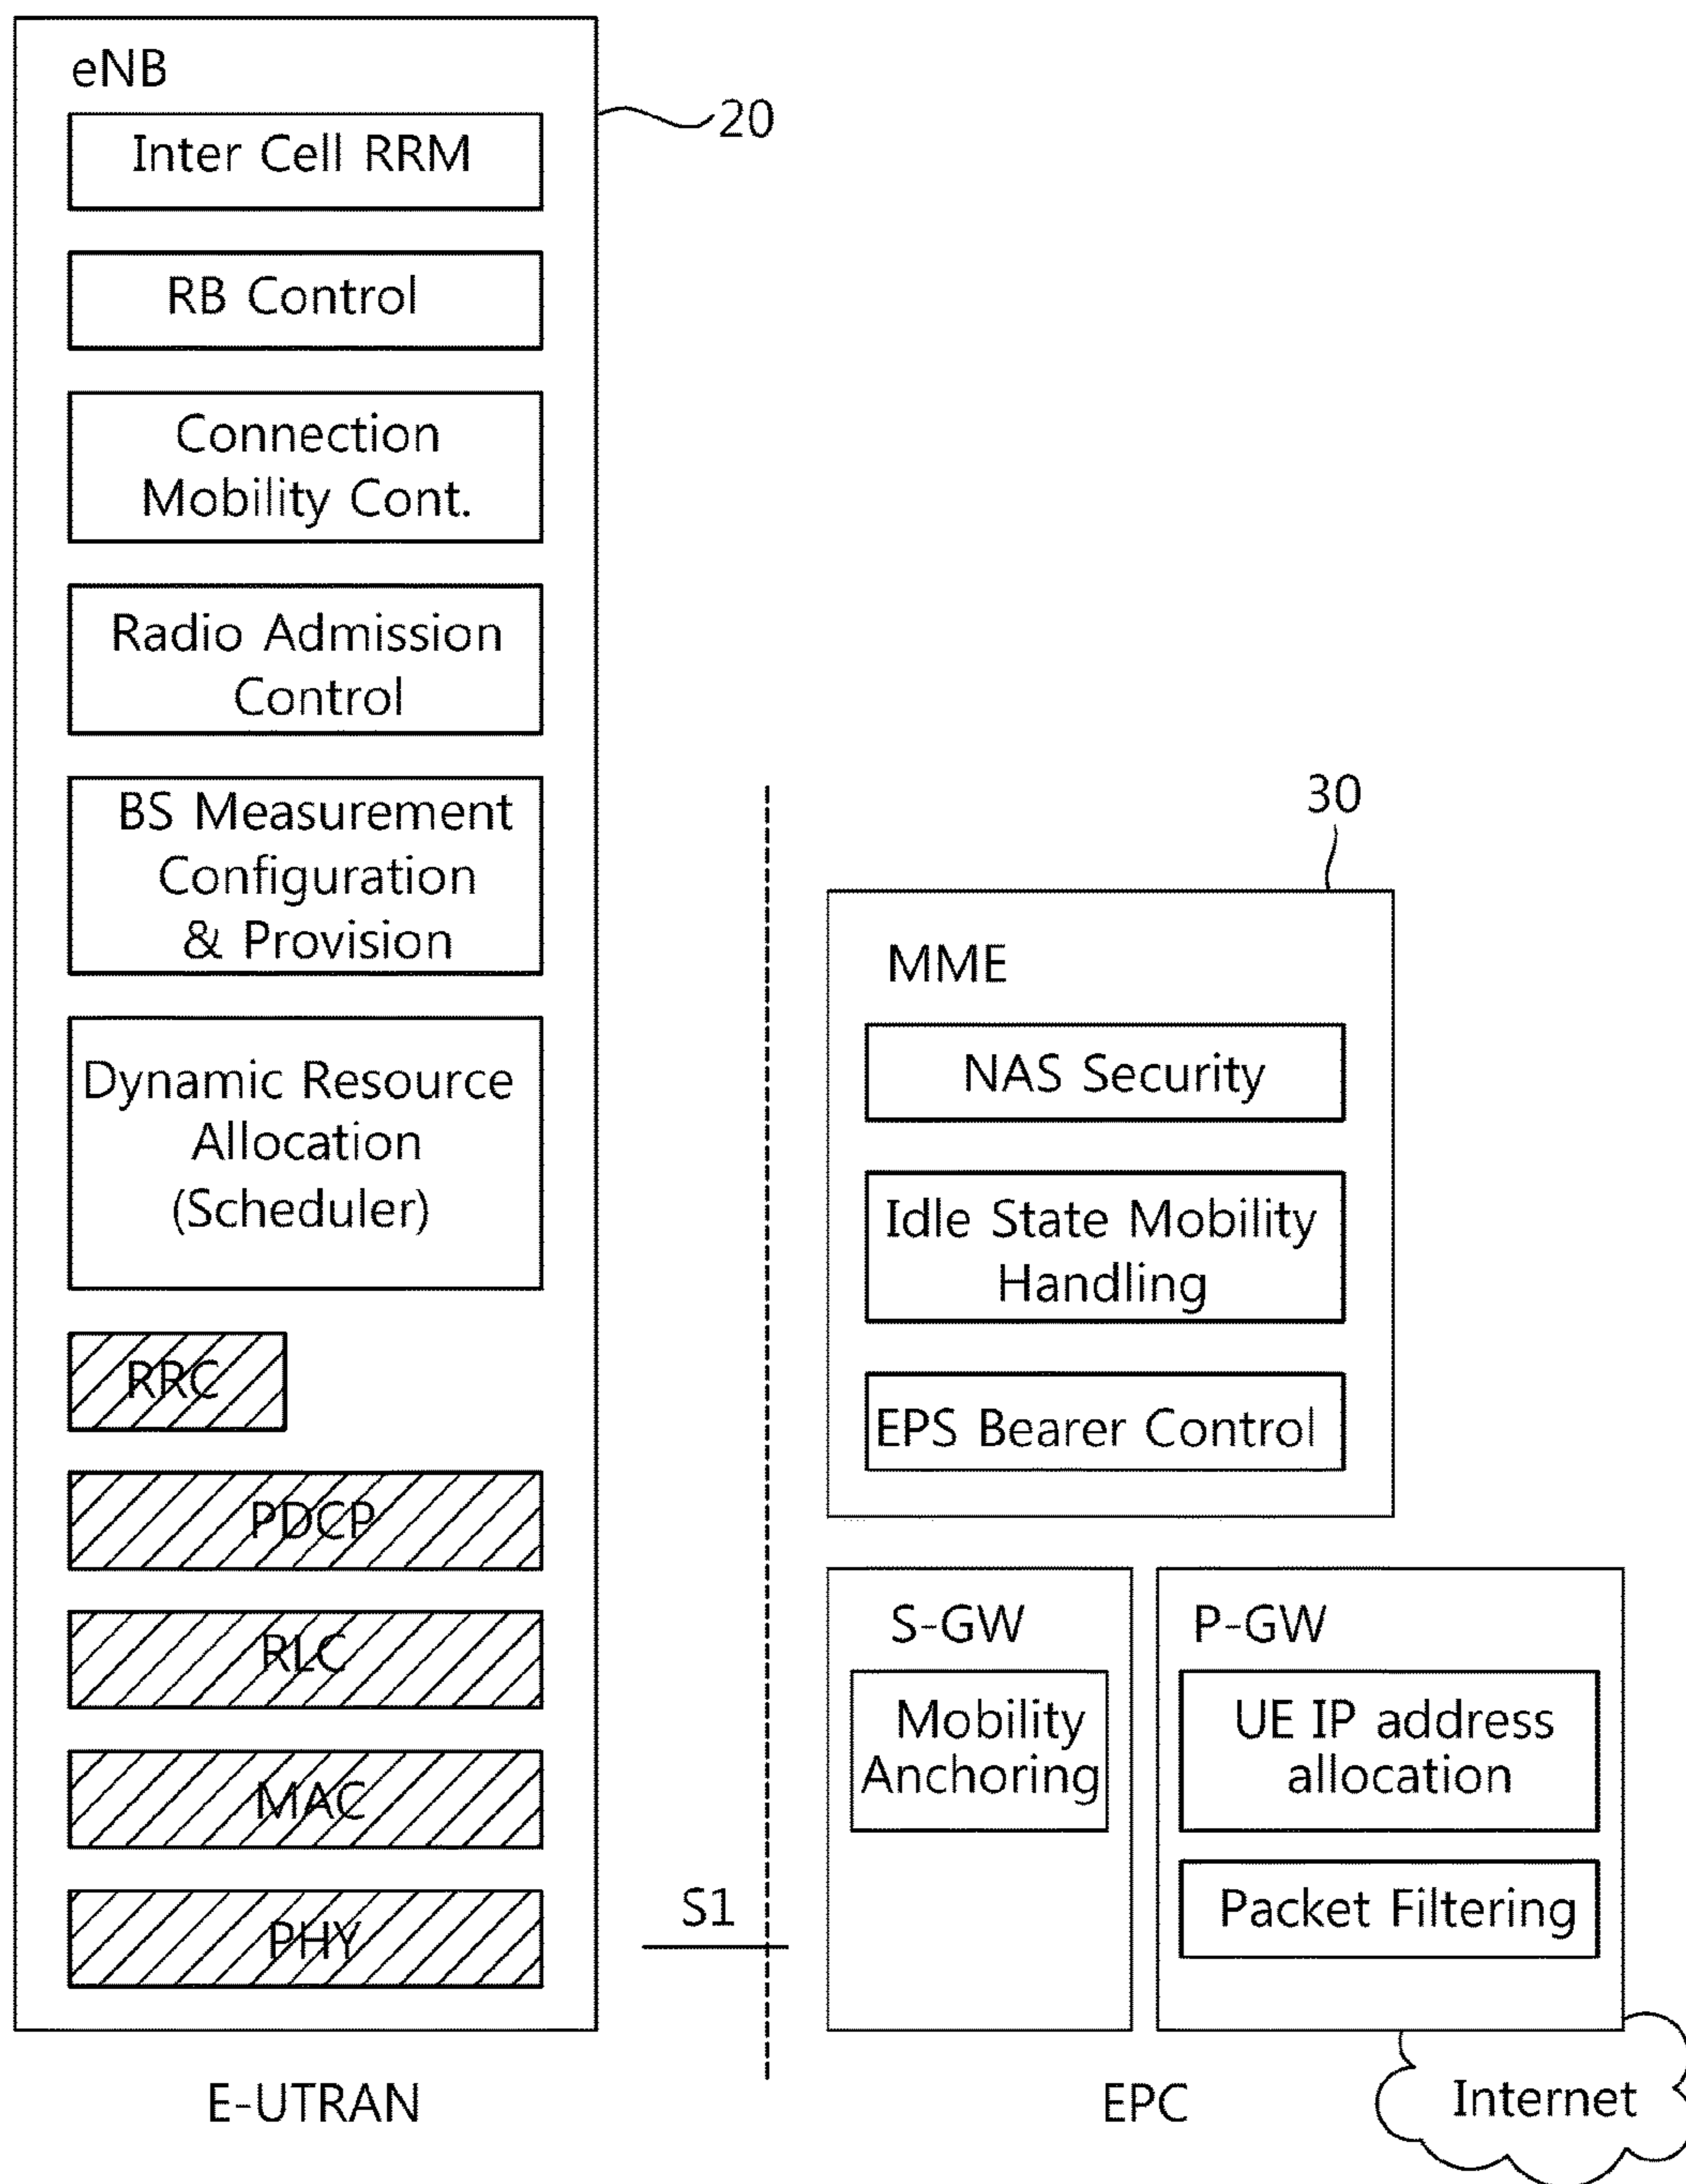 eNB
20
Inter Cell RRM
RB Control
Connection
Mobility Cont.
Radio Admission
Control
BS Measurement
Configuration
& Provision
Dynamic Resource
Allocation
(Scheduler)
RRC
PDCP
RLC
MAC
PHY
E-UTRAN
S1
30
MME
NAS Security
Idle State Mobility
Handling
EPS Bearer Control
S-GW
Mobility
Anchoring
P-GW
UE IP address
allocation
Packet Filtering
EPC
Internet